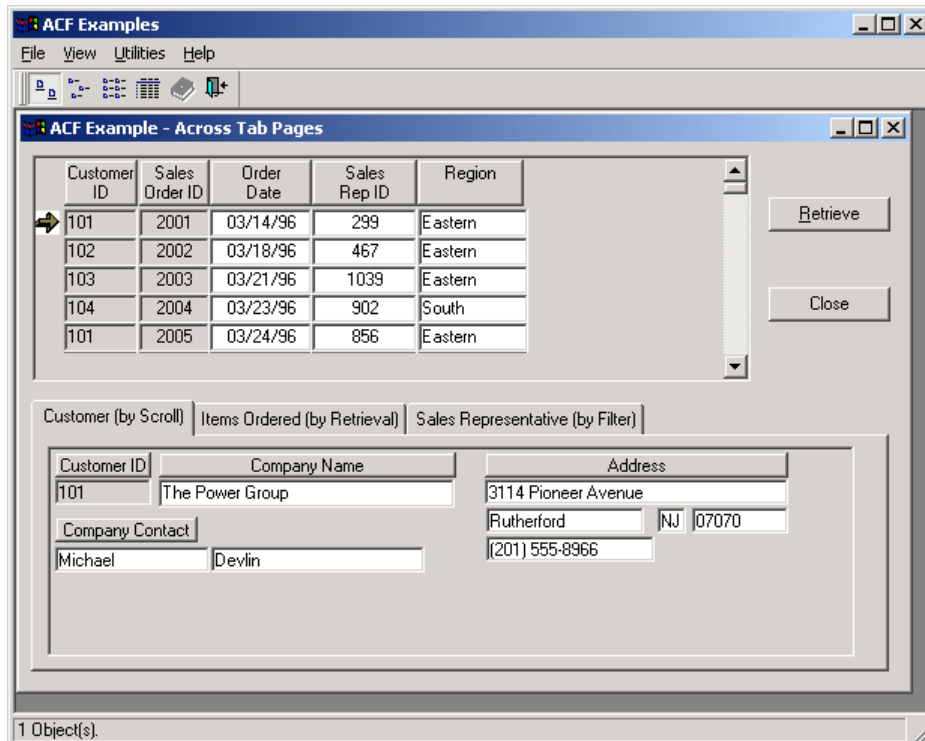 ACF Examples
File View Utilities Help
ACF Example - Across Tab Pages
Customer ID Sales Order ID Order Date Sales Rep ID Region
101 2001 03/14/96 299 Eastern
102 2002 03/18/96 467 Eastern
103 2003 03/21/96 1039 Eastern
104 2004 03/23/96 902 South
101 2005 03/24/96 856 Eastern
Retrieve
Close
Customer (by Scroll) Items Ordered (by Retrieval) Sales Representative (by Filter)
Customer ID Company Name Address
101 The Power Group 3114 Pioneer Avenue
Rutherford NJ 07070
Company Contact
(201) 555-8966
Michael Devlin
1 Object(s).